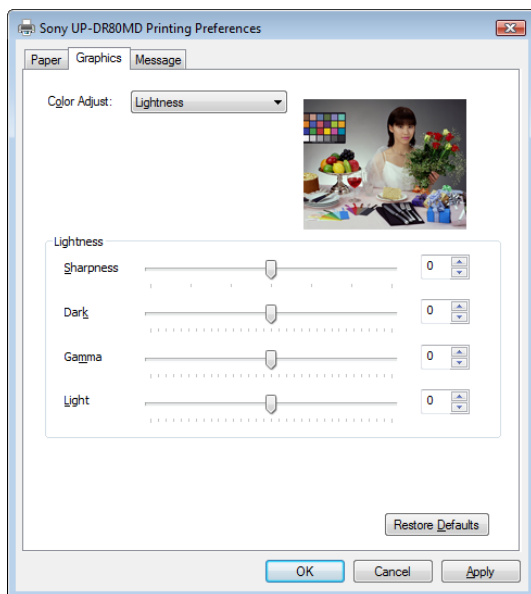 Sony UP-DR80MD Printing Preferences
Paper Graphics Message
Color Adjust: Lightness
Lightness
Sharpness 0
Dark 0
Gamma 0
Light 0
Restore Defaults
OK Cancel Apply